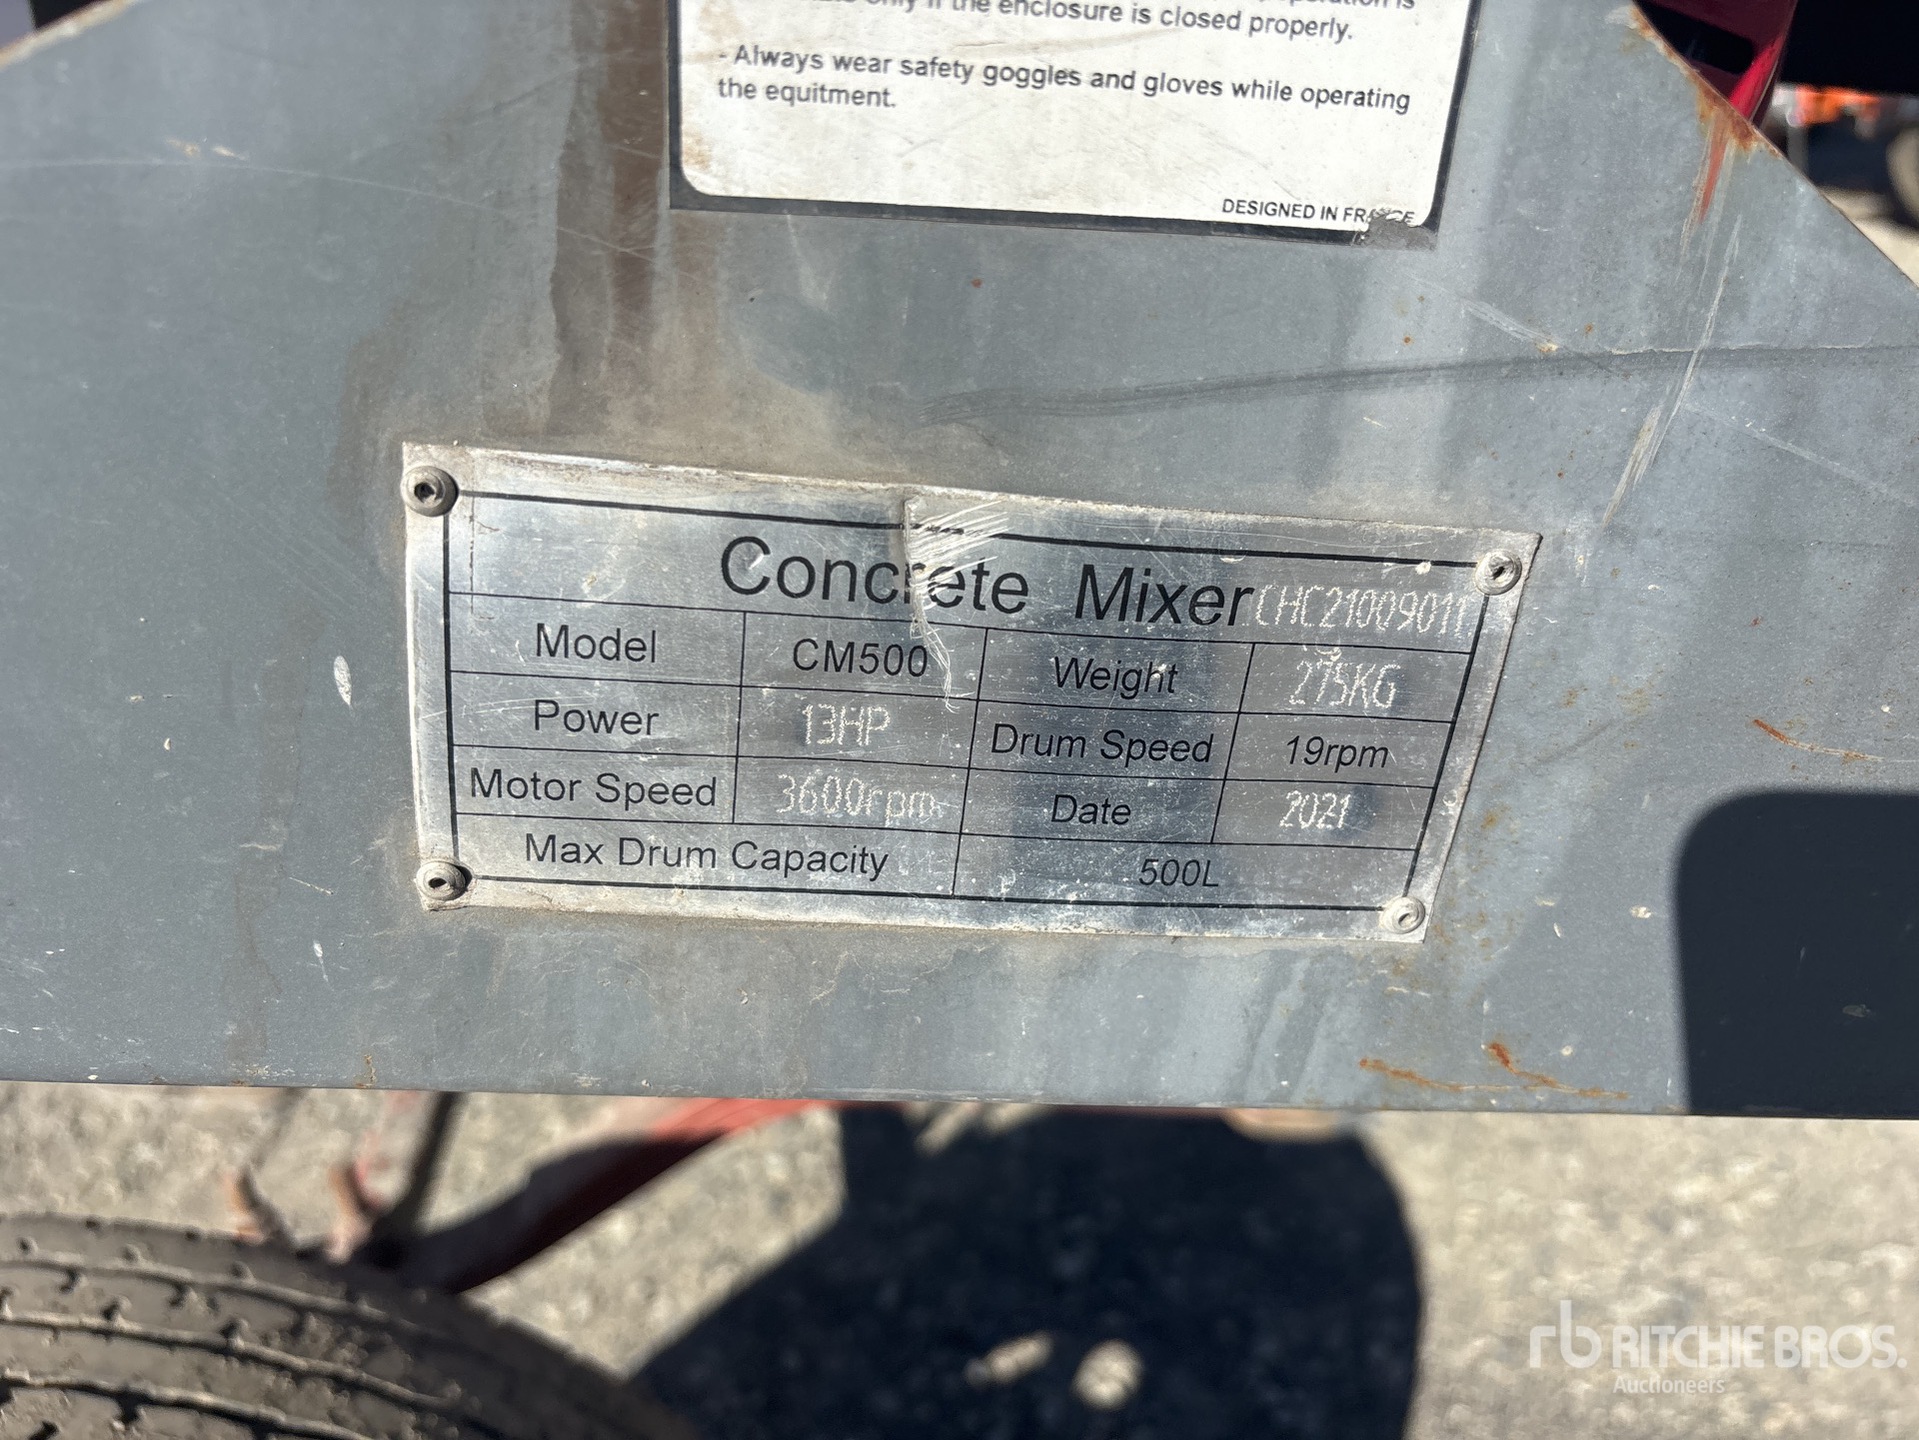 only if the enclosure is closed properly.
- Always wear safety goggles and gloves while operating
the equitment.
DESIGNED IN FRANCE
Concrete Mixer
Model CM500 Weight 275KG
Power 13HP Drum Speed 19rpm
Motor Speed 3600rpm Date 2021
Max Drum Capacity 500L
rb RITCHIE BROS.
Auctioneers